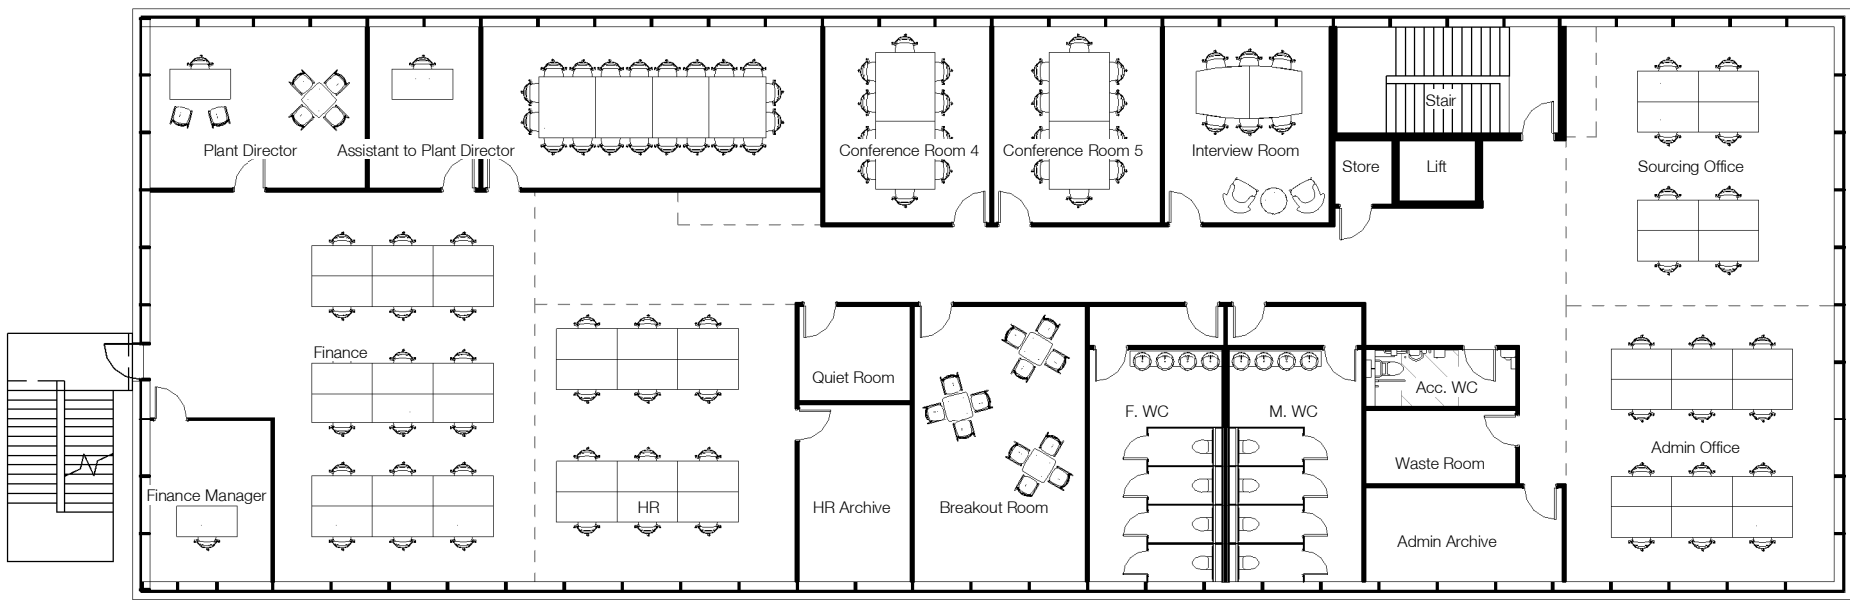 Stair
Plant Director
Assistant to Plant Director
Conference Room 4
Conference Room 5
Interview Room
Store
Lift
Sourcing Office
Finance
Quiet Room
Acc. WC
F. WC
M. WC
Admin Office
Waste Room
Finance Manager
HR
HR Archive
Breakout Room
Admin Archive